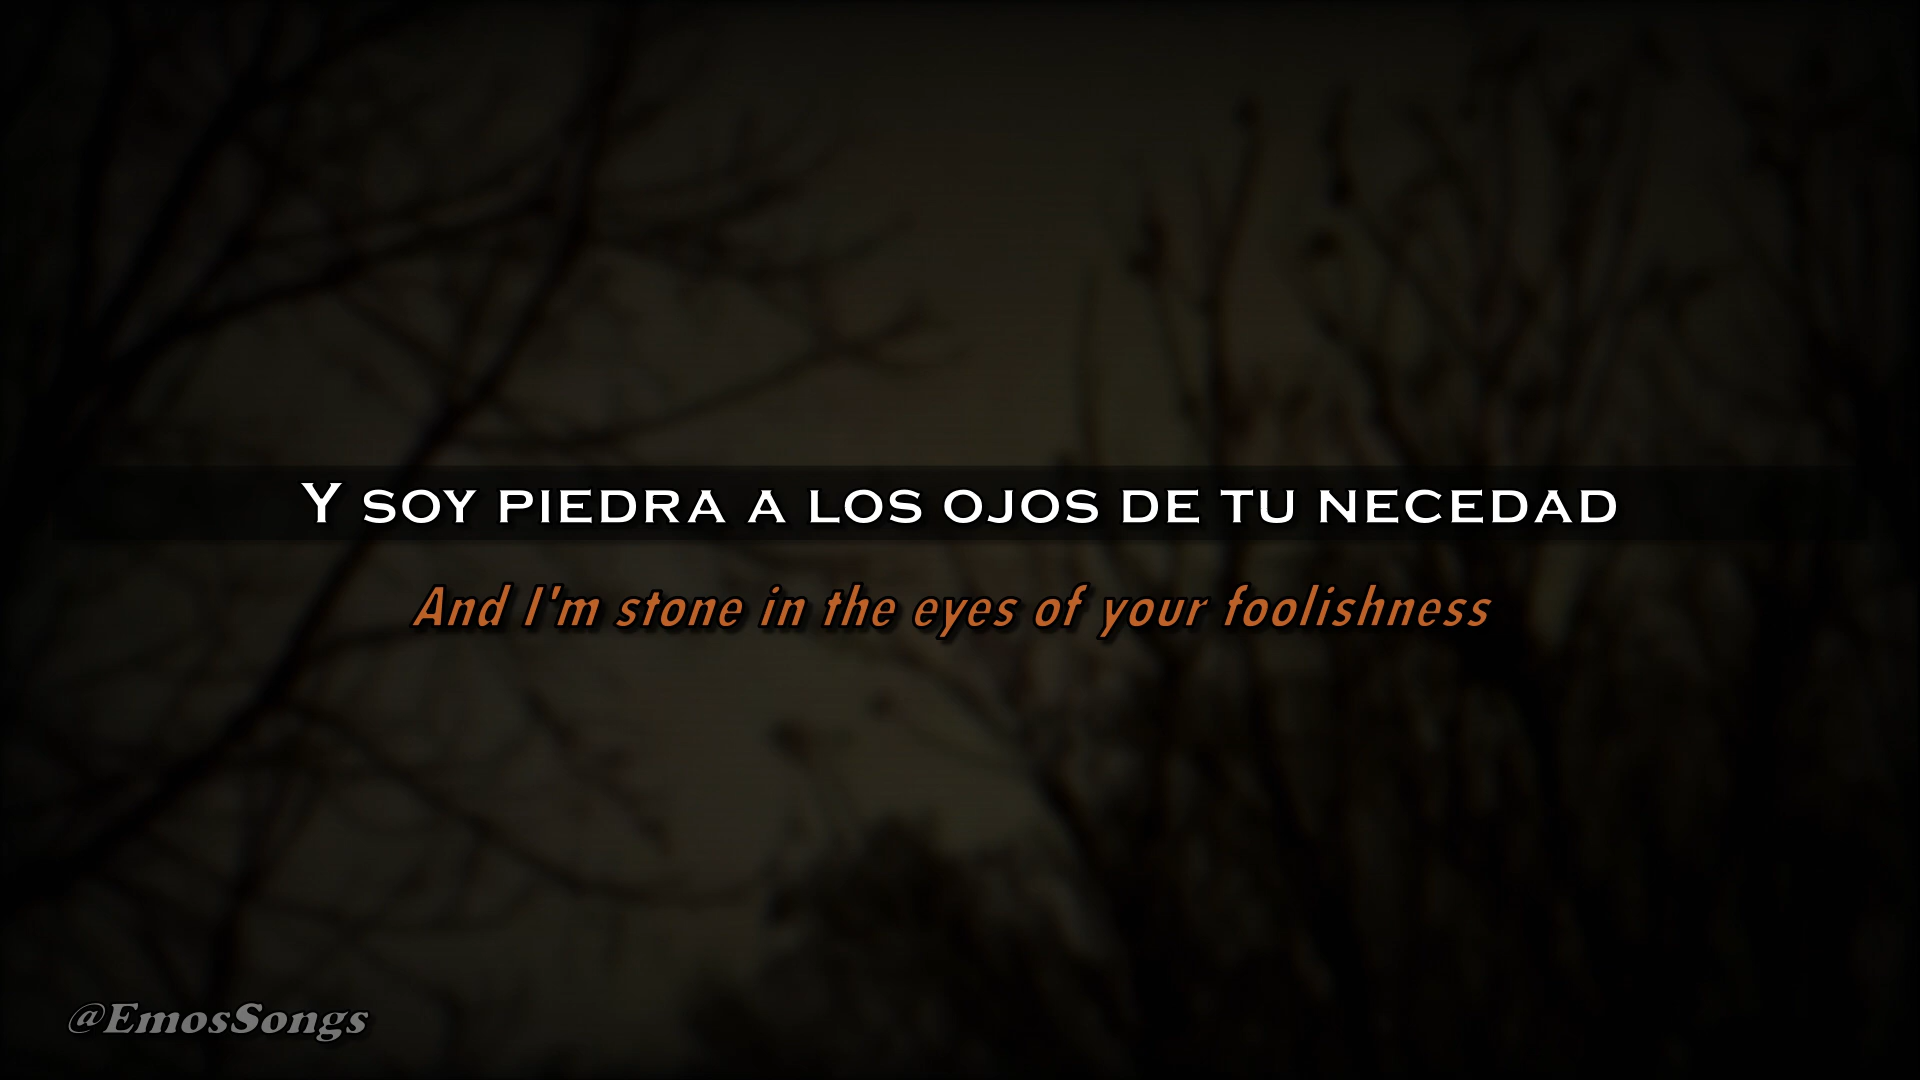 Y SOY PIEDRA A LOS OJOS DE TU NECEDAD
And I'm stone in the eyes of your foolishness
@EmosSongs